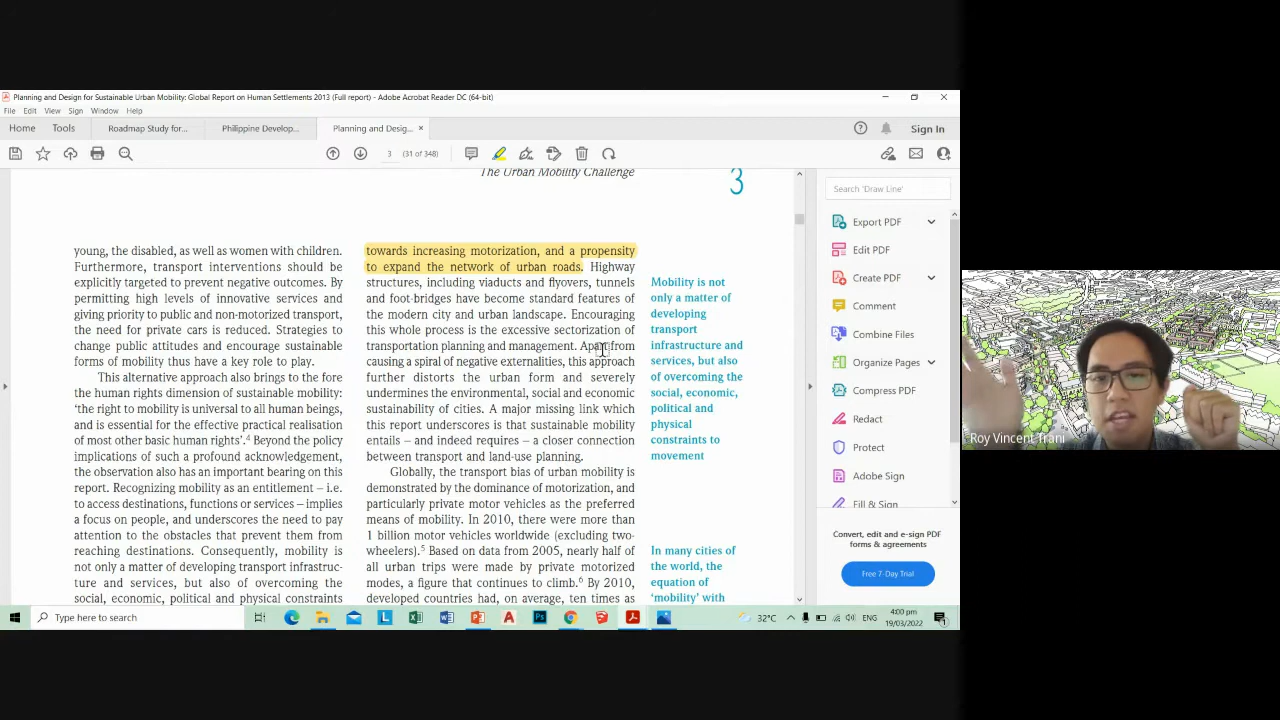 Planning and Design for Sustainable Urban Mobility: Global Report on Human Settlements 2013 (Full report) - Adobe Acrobat Reader DC (64-bit)
File Edit View Sign Window Help
Home Tools Roadmap Study for... Philippine Develop... Planning and Desig... × Sign In
3 (31 of 348)
The Urban Mobility Challenge
3
young, the disabled, as well as women with children.
Furthermore, transport interventions should be
explicitly targeted to prevent negative outcomes. By
permitting high levels of innovative services and
giving priority to public and non-motorized transport,
the need for private cars is reduced. Strategies to
change public attitudes and encourage sustainable
forms of mobility thus have a key role to play.
This alternative approach also brings to the fore
the human rights dimension of sustainable mobility:
'the right to mobility is universal to all human beings,
and is essential for the effective practical realisation
of most other basic human rights'.4 Beyond the policy
implications of such a profound acknowledgement,
the observation also has an important bearing on this
report. Recognizing mobility as an entitlement – i.e.
to access destinations, functions or services – implies
a focus on people, and underscores the need to pay
attention to the obstacles that prevent them from
reaching destinations. Consequently, mobility is
not only a matter of developing transport infrastruc-
ture and services, but also of overcoming the
social, economic, political and physical constraints
towards increasing motorization, and a propensity
to expand the network of urban roads. Highway
structures, including viaducts and flyovers, tunnels
and foot-bridges have become standard features of
the modern city and urban landscape. Encouraging
this whole process is the excessive sectorization of
transportation planning and management. Apart from
causing a spiral of negative externalities, this approach
further distorts the urban form and severely
undermines the environmental, social and economic
sustainability of cities. A major missing link which
this report underscores is that sustainable mobility
entails – and indeed requires – a closer connection
between transport and land-use planning.
Globally, the transport bias of urban mobility is
demonstrated by the dominance of motorization, and
particularly private motor vehicles as the preferred
means of mobility. In 2010, there were more than
1 billion motor vehicles worldwide (excluding two-
wheelers).5 Based on data from 2005, nearly half of
all urban trips were made by private motorized
modes, a figure that continues to climb.6 By 2010,
developed countries had, on average, ten times as
Mobility is not
only a matter of
developing
transport
infrastructure and
services, but also
of overcoming the
social, economic,
political and
physical
constraints to
movement
In many cities of
the world, the
equation of
'mobility' with
Search 'Draw Line'
Export PDF
Edit PDF
Create PDF
Comment
Combine Files
Organize Pages
Compress PDF
Redact
Protect
Adobe Sign
Fill & Sign
Convert, edit and e-sign PDF
forms & agreements
Free 7-Day Trial
Roy Vincent Trani
Type here to search
32°C
ENG
4:00 pm
19/03/2022